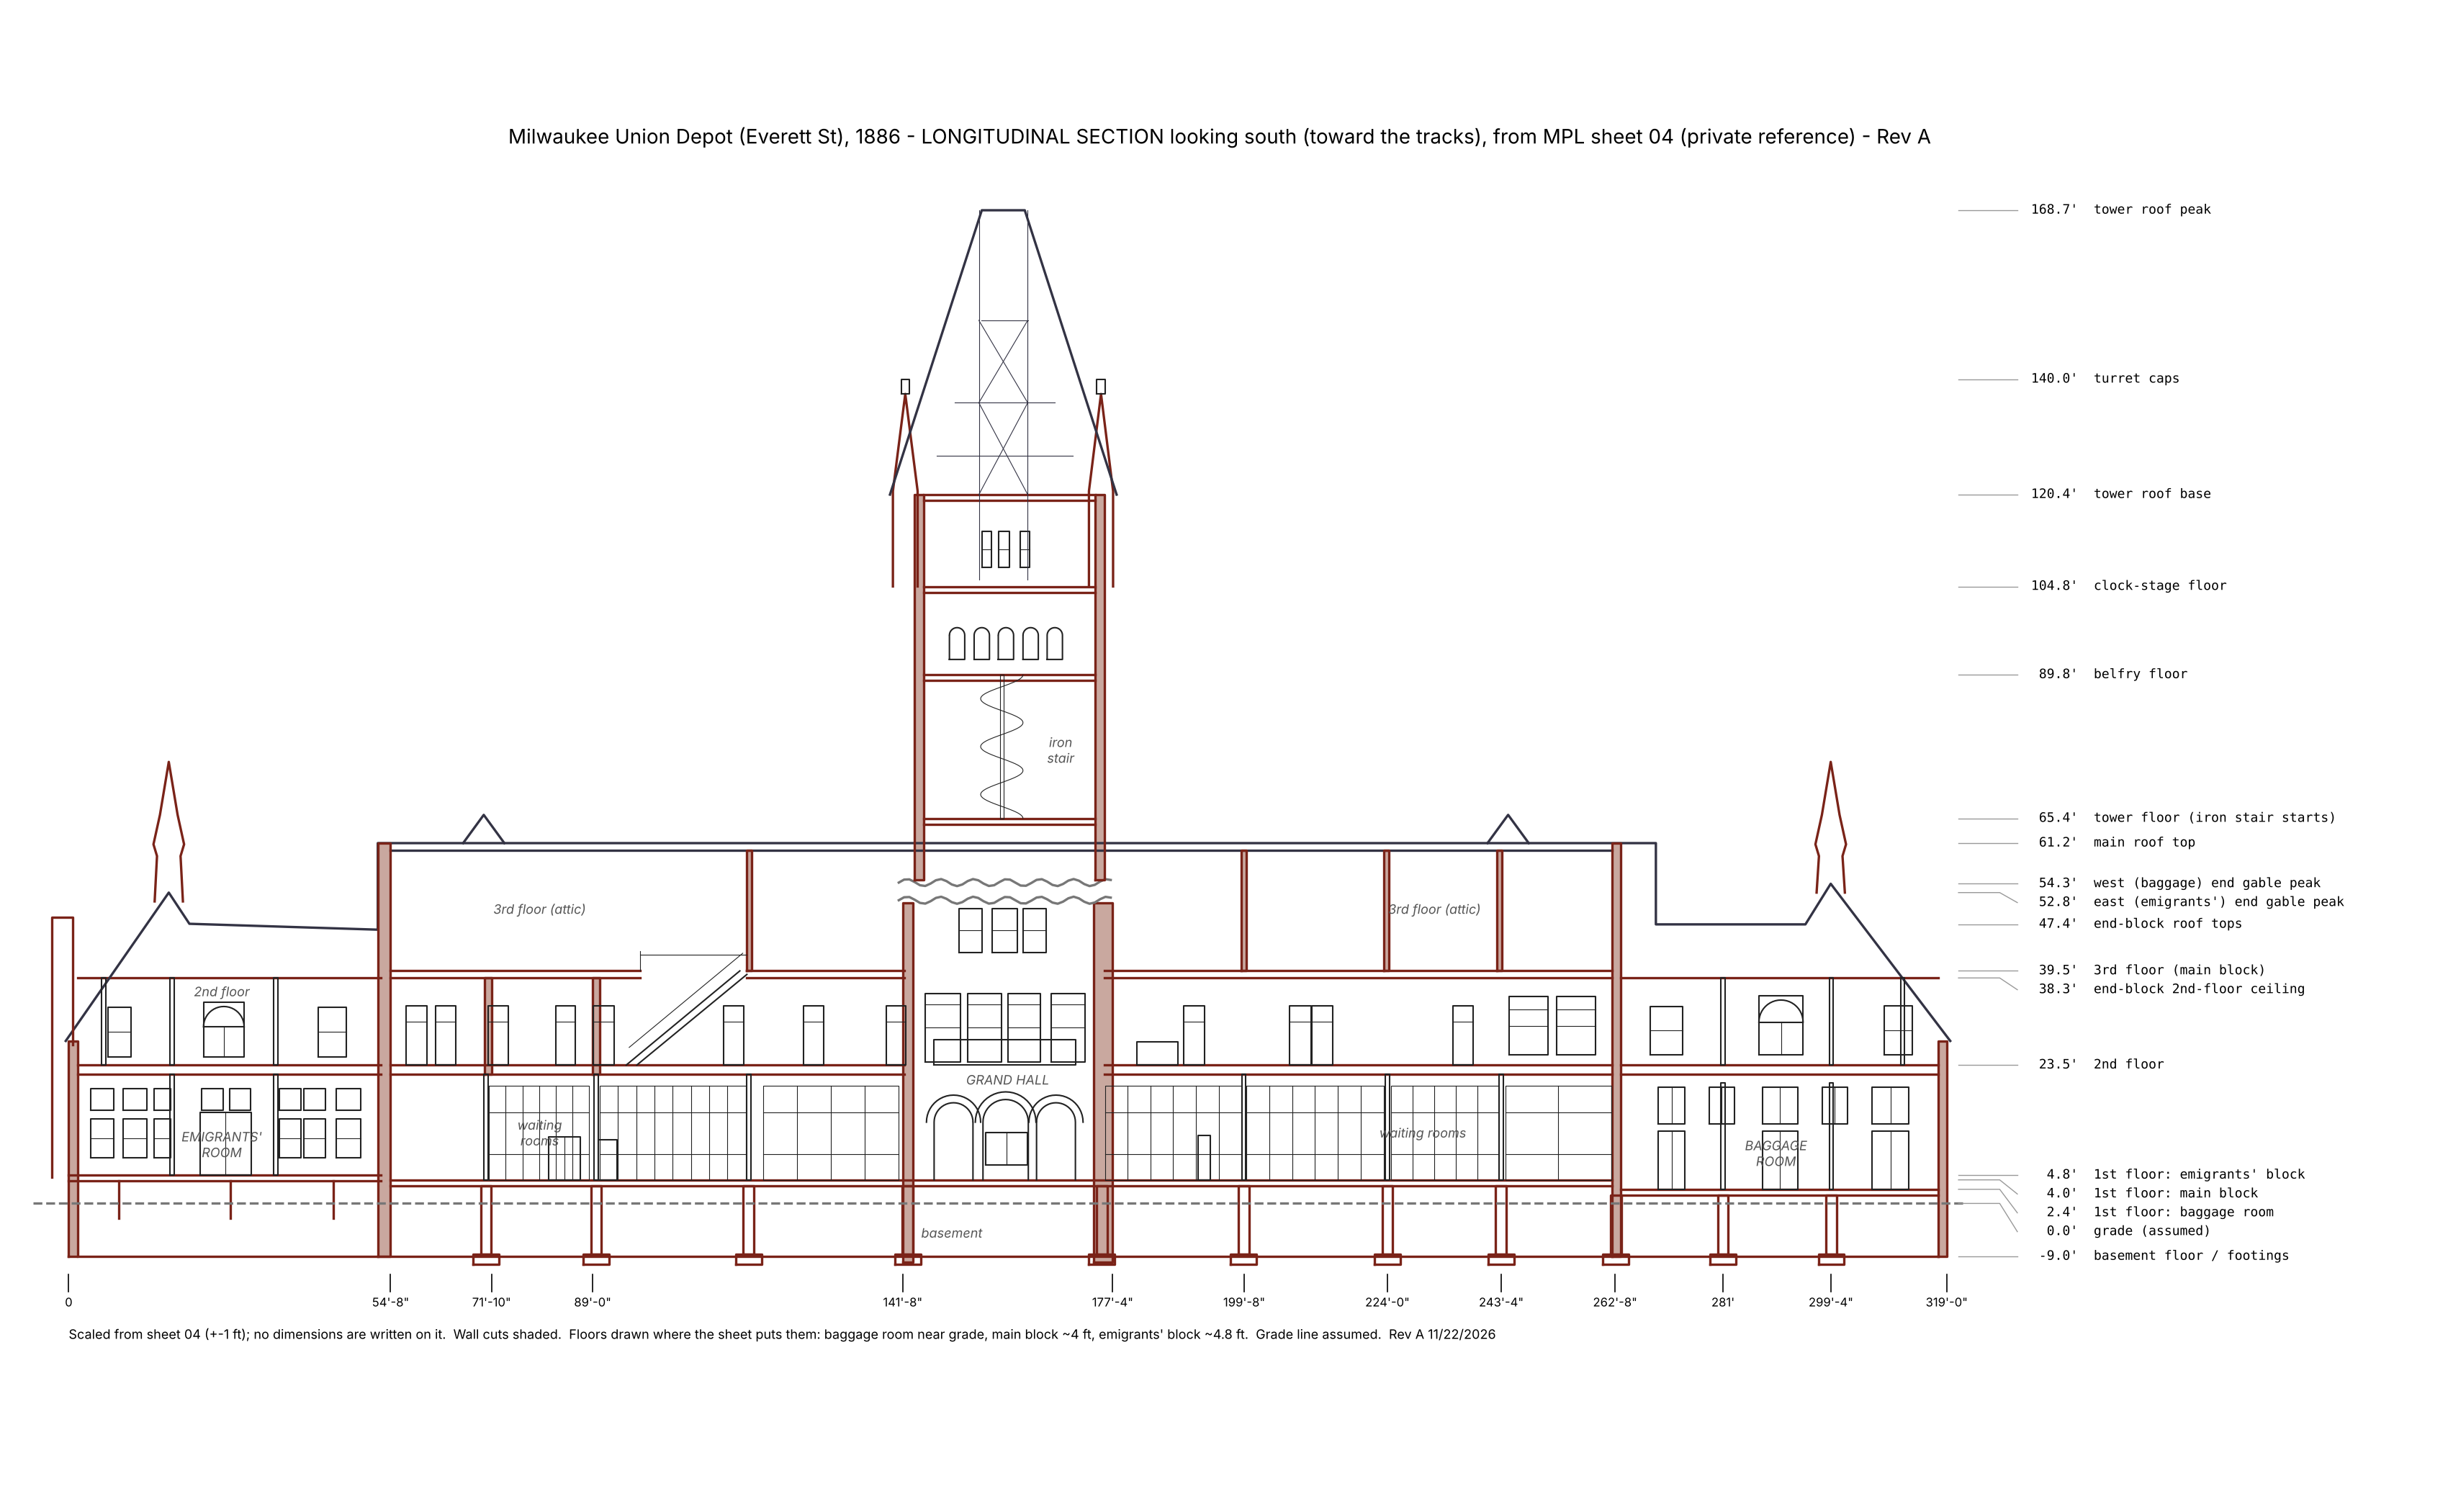 Milwaukee Union Depot (Everett St), 1886 - LONGITUDINAL SECTION looking south (toward the tracks), from MPL sheet 04 (private reference) - Rev A
168.7' tower roof peak
140.0' turret caps
120.4' tower roof base
104.8' clock-stage floor
89.8' belfry floor
iron
stair
65.4' tower floor (iron stair starts)
61.2' main roof top
54.3' west (baggage) end gable peak
52.8' east (emigrants') end gable peak
47.4' end-block roof tops
3rd floor (attic)
3rd floor (attic)
39.5' 3rd floor (main block)
38.3' end-block 2nd-floor ceiling
2nd floor
23.5' 2nd floor
GRAND HALL
EMIGRANTS'
ROOM
waiting
rooms
waiting rooms
BAGGAGE
ROOM
4.8' 1st floor: emigrants' block
4.0' 1st floor: main block
2.4' 1st floor: baggage room
0.0' grade (assumed)
-9.0' basement floor / footings
basement
0
54'-8"
71'-10"
89'-0"
141'-8"
177'-4"
199'-8"
224'-0"
243'-4"
262'-8"
281'
299'-4"
319'-0"
Scaled from sheet 04 (+-1 ft); no dimensions are written on it. Wall cuts shaded. Floors drawn where the sheet puts them: baggage room near grade, main block ~4 ft, emigrants' block ~4.8 ft. Grade line assumed. Rev A 11/22/2026